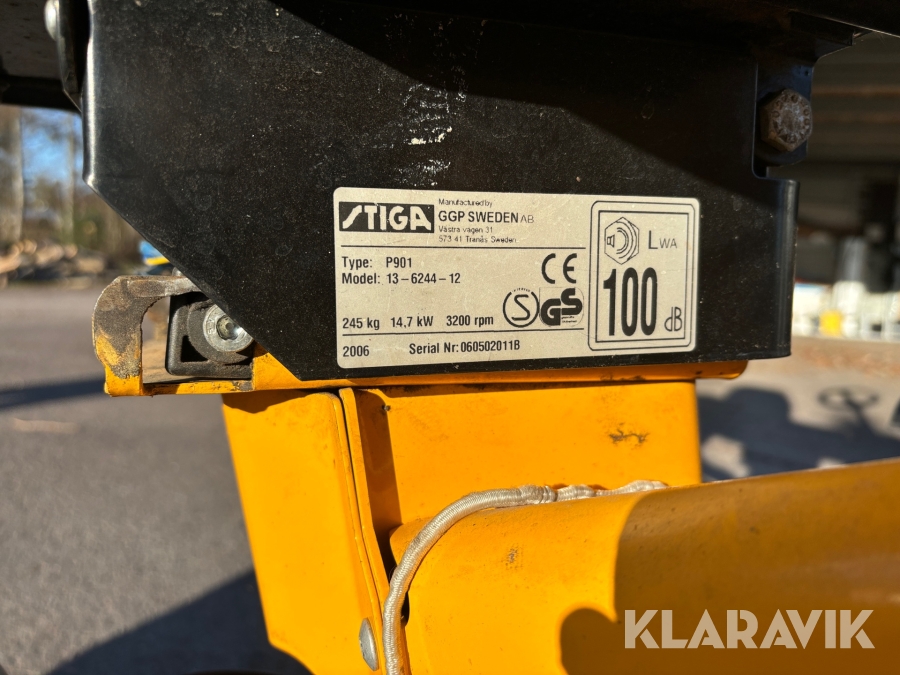 STIGA
Manufactured by
GGP SWEDEN AB
Västra vägen 31
573 41 Tranås Sweden
Type: P901
Model: 13-6244-12
CE
S GS
LWA
100
dB
245 kg 14,7 kW 3200 rpm
2006 Serial Nr: 060502011B
KLARAVIK